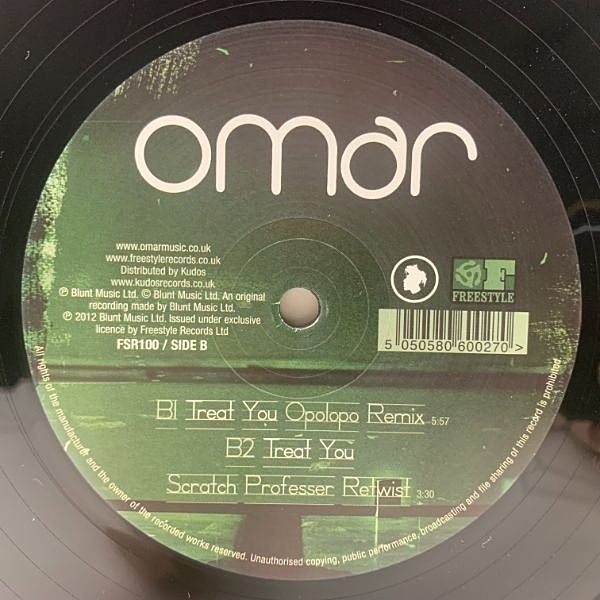 omar
www.omarmusic.co.uk
www.freestylerecords.co.uk
Distributed by Kudos
www.kudosrecords.co.uk
℗ Blunt Music Ltd. © Blunt Music Ltd. An original
recording made by Blunt Music Ltd.
℗ 2012 Blunt Music Ltd. Issued under exclusive
licence by Freestyle Records Ltd
FSR100 / SIDE B
FREESTYLE
5 050580 600270 >
B1 Treat You Opolopo Remix 5:57
B2 Treat You
Scratch Professer Retwist 3:30
All rights of the manufacturer and the owner of the recorded works reserved. Unauthorised copying, public performance, broadcasting and file sharing of this record is prohibited.